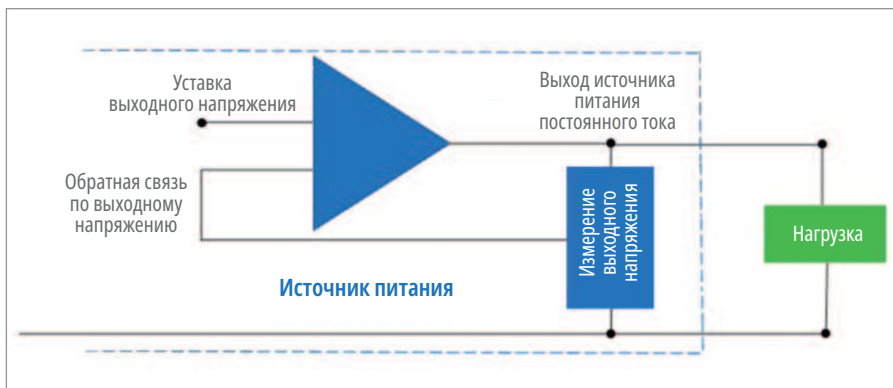 Уставка
выходного напряжения
Выход источника
питания
постоянного тока
Обратная связь
по выходному
напряжению
Измерение
выходного
напряжения
Нагрузка
Источник питания